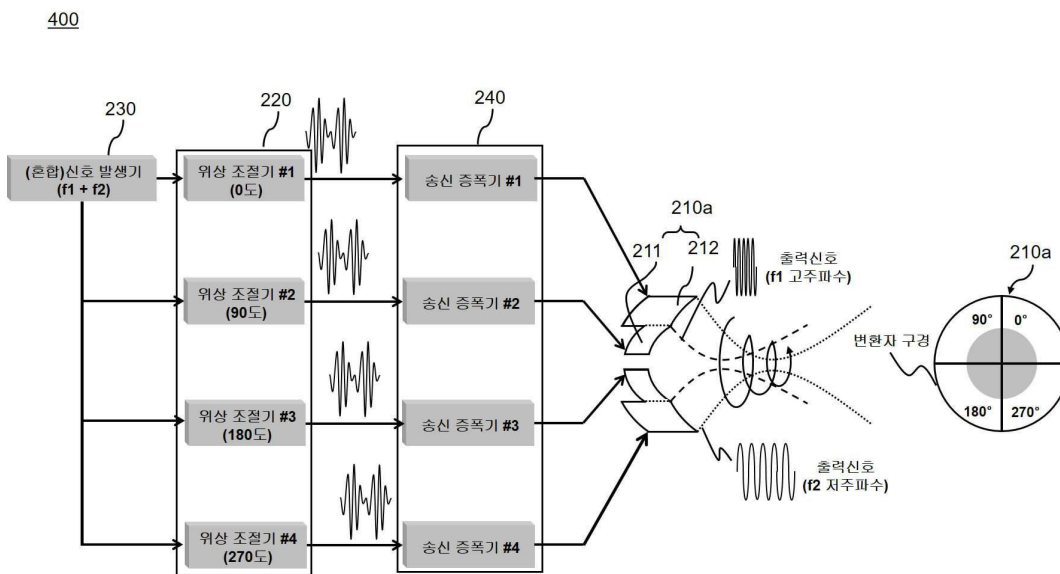 400
230
220
240
(혼합)신호 발생기
(f1 + f2)
위상 조절기 #1
(0도)
송신 증폭기 #1
위상 조절기 #2
(90도)
송신 증폭기 #2
위상 조절기 #3
(180도)
송신 증폭기 #3
위상 조절기 #4
(270도)
송신 증폭기 #4
210a
211
212
출력신호
(f1 고주파수)
출력신호
(f2 저주파수)
210a
변환자 구경
90°
0°
180°
270°